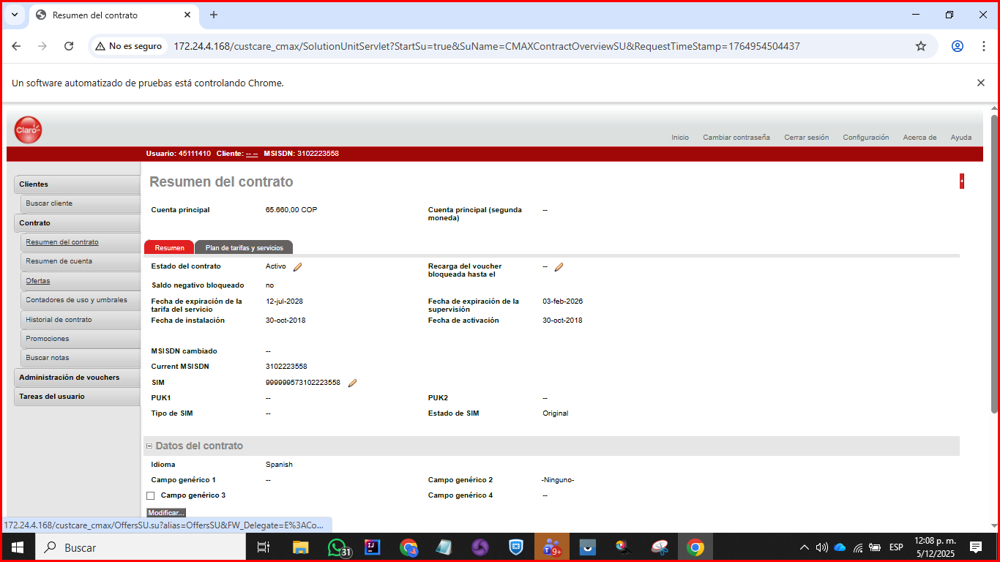 Resumen del contrato
No es seguro
172.24.4.168/custcare_cmax/SolutionUnitServlet?StartSu=true&SuName=CMAXContractOverviewSU&RequestTimeStamp=1764954504437
Un software automatizado de pruebas está controlando Chrome.
Claro
Inicio Cambiar contraseña Cerrar sesión Configuración Acerca de Ayuda
Usuario: 45111410 Cliente: -- -- MSISDN: 3102223558
Clientes
Buscar cliente
Contrato
Resumen del contrato
Resumen de cuenta
Ofertas
Contadores de uso y umbrales
Historial de contrato
Promociones
Buscar notas
Administración de vouchers
Tareas del usuario
Resumen del contrato
Cuenta principal 65.660,00 COP Cuenta principal (segunda --
moneda)
Resumen Plan de tarifas y servicios
Estado del contrato Activo Recarga del voucher --
bloqueada hasta el
Saldo negativo bloqueado no
Fecha de expiración de la 12-jul-2028 Fecha de expiración de la 03-feb-2026
tarifa del servicio supervisión
Fecha de instalación 30-oct-2018 Fecha de activación 30-oct-2018
MSISDN cambiado --
Current MSISDN 3102223558
SIM 999999573102223558
PUK1 -- PUK2 --
Tipo de SIM -- Estado de SIM Original
Datos del contrato
Idioma Spanish
Campo genérico 1 -- Campo genérico 2 -Ninguno-
Campo genérico 3 Campo genérico 4 --
Modificar...
172.24.4.168/custcare_cmax/OffersSU.su?alias=OffersSU&FW_Delegate=E%3ACo...
Buscar
31
9+
ESP
12:08 p. m.
5/12/2025